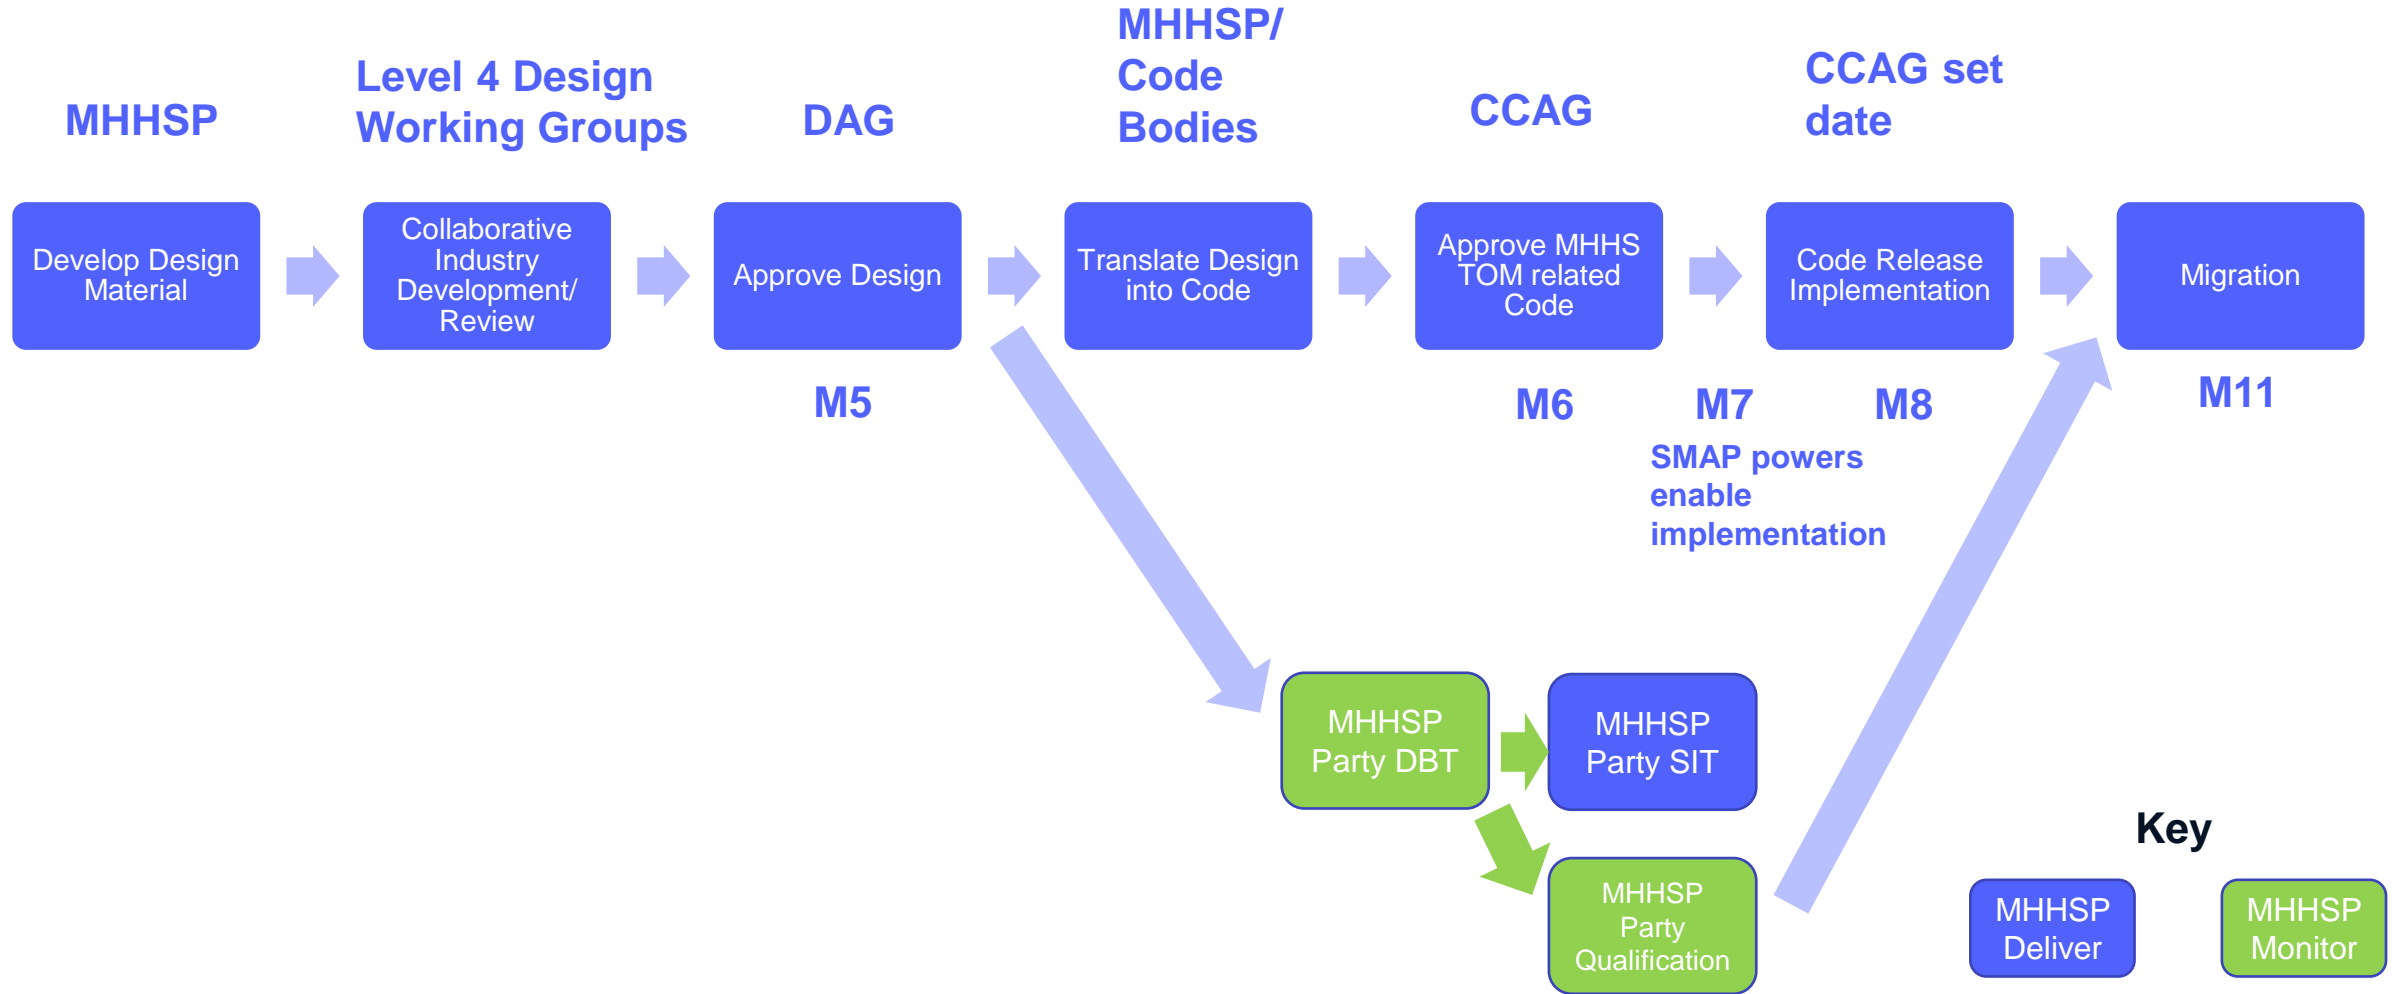 MHHSP
Level 4 Design
Working Groups
DAG
MHHSP/
Code
Bodies
CCAG
CCAG set
date
Develop Design
Material
Collaborative
Industry
Development/
Review
Approve Design
Translate Design
into Code
Approve MHHS
TOM related
Code
Code Release
Implementation
Migration
M5
M6
M7
M8
M11
SMAP powers
enable
implementation
MHHSP
Party DBT
MHHSP
Party SIT
MHHSP
Party
Qualification
Key
MHHSP
Deliver
MHHSP
Monitor